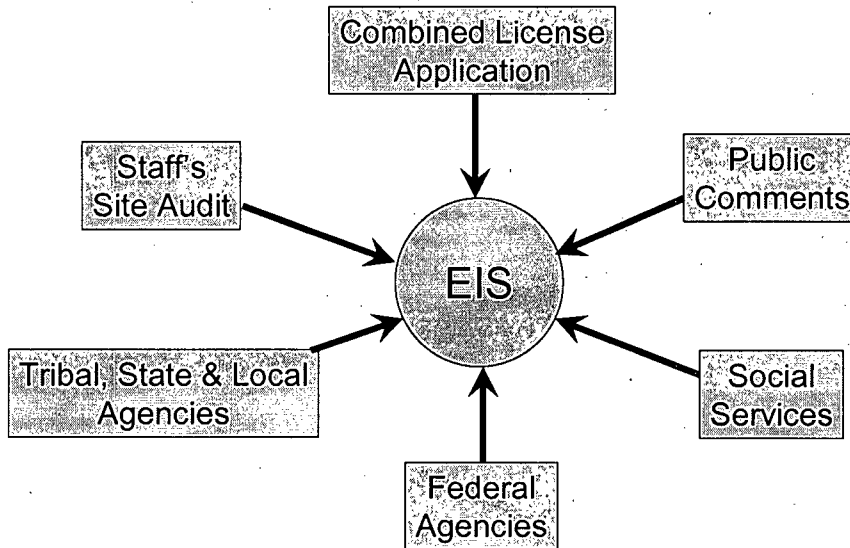 Combined License
Application
Staff's
Site Audit
Public
Comments
EIS
Tribal, State & Local
Agencies
Social
Services
Federal
Agencies